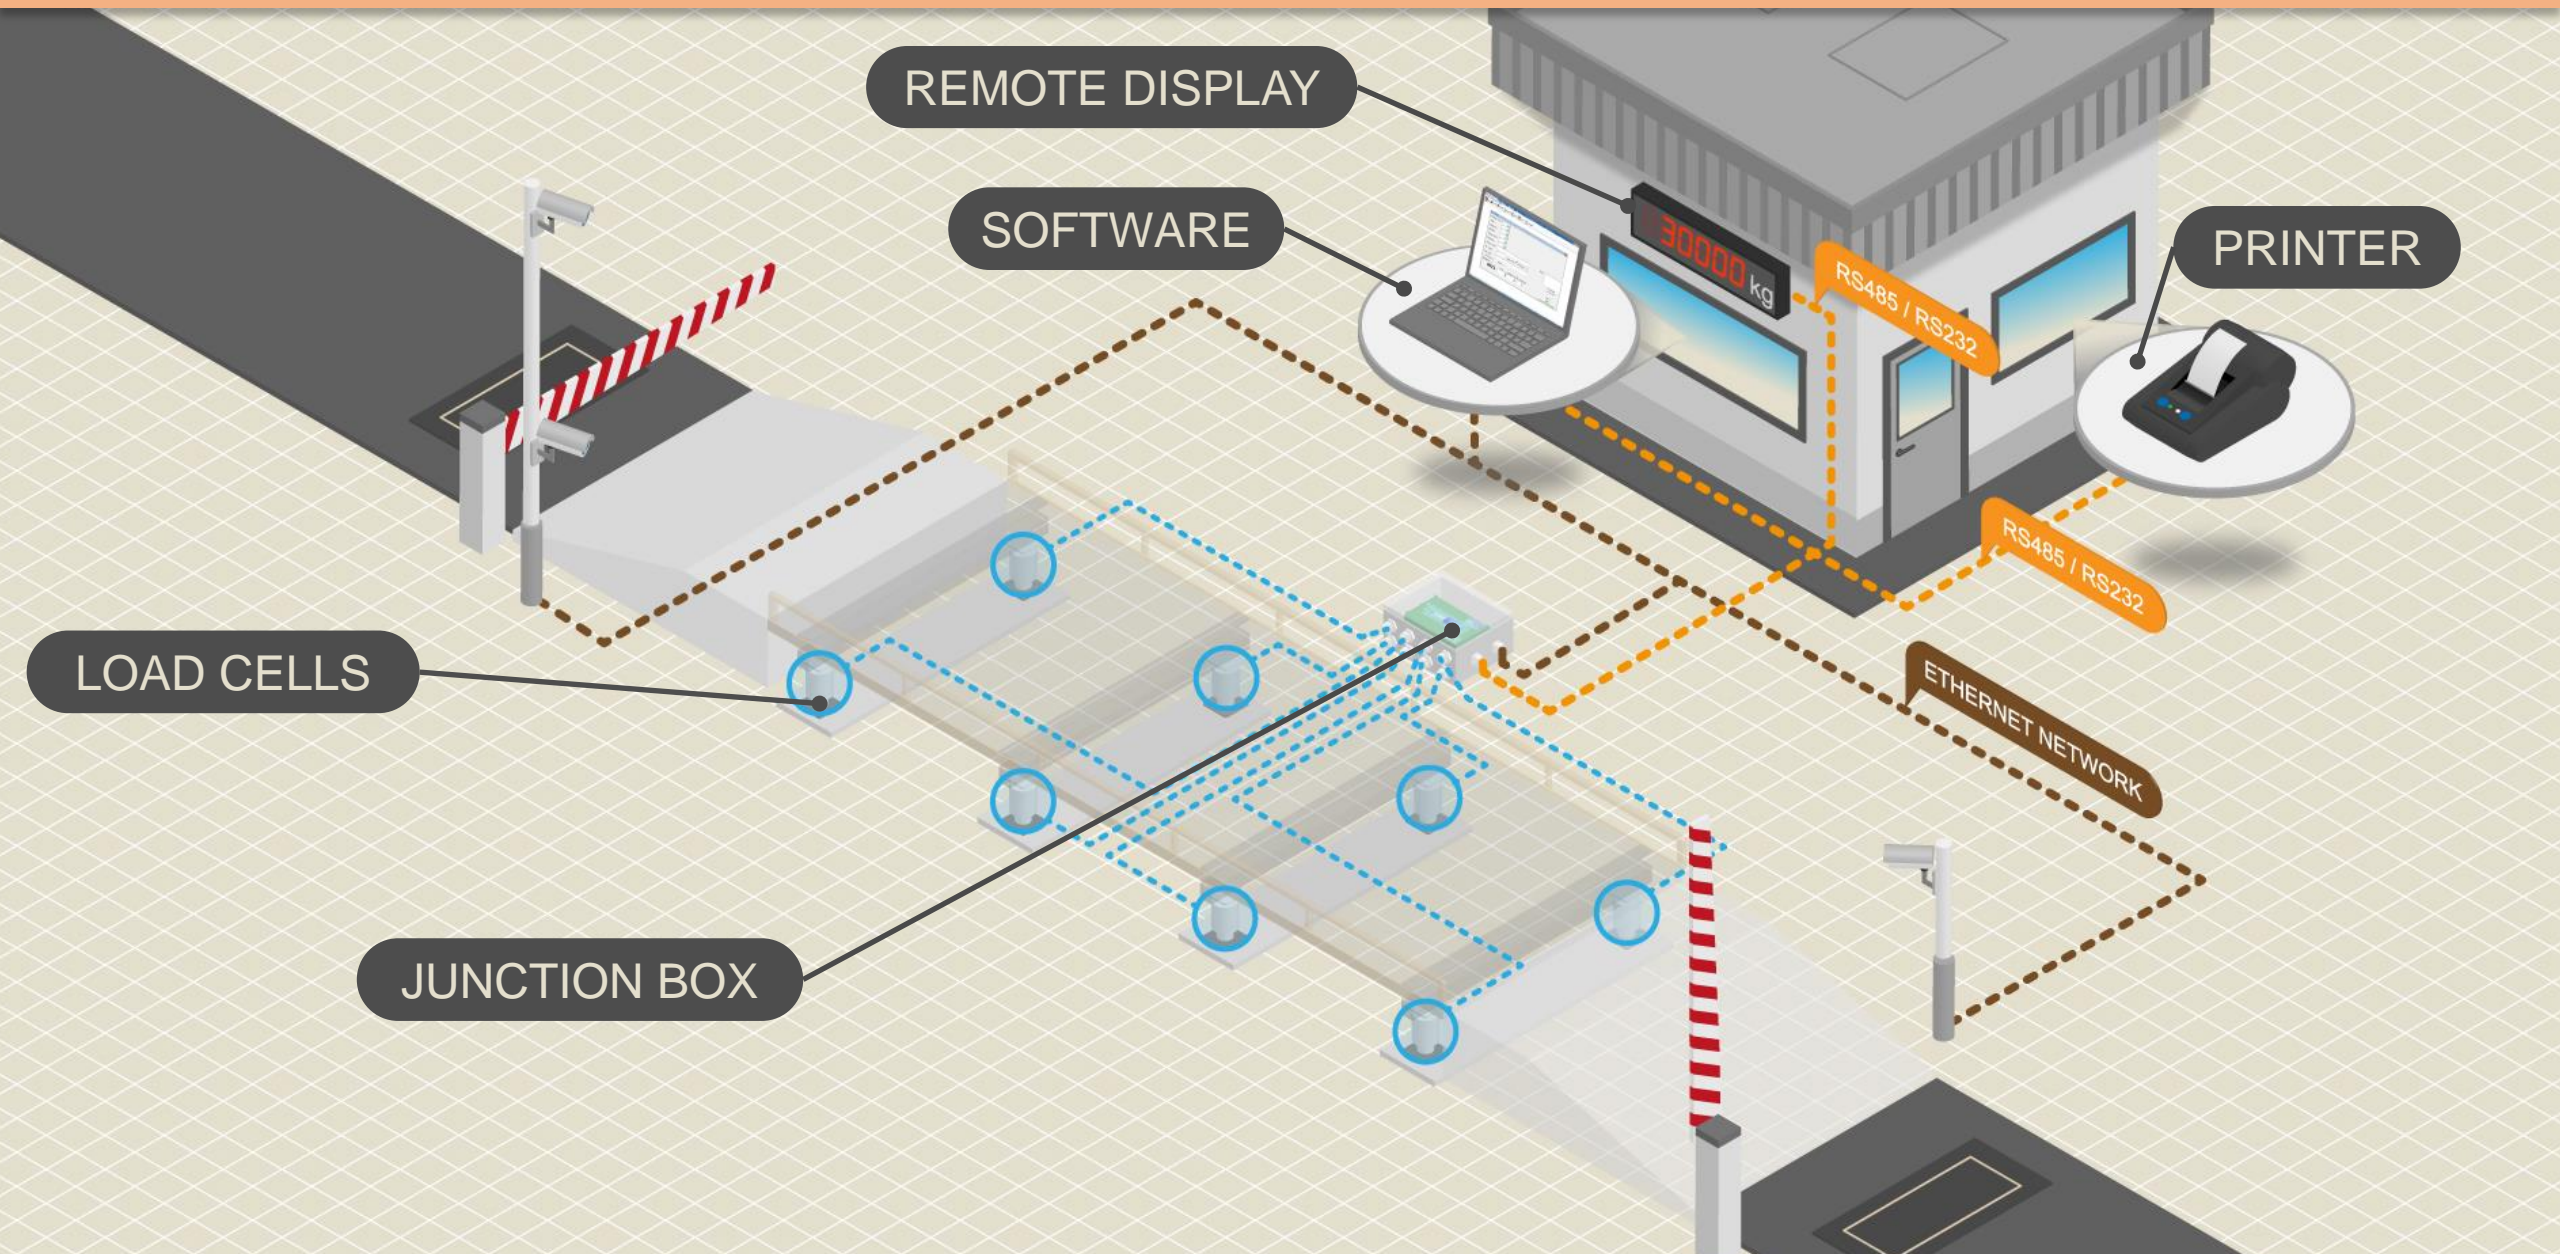 REMOTE DISPLAY
SOFTWARE
PRINTER
30000 kg
RS485 / RS232
RS485 / RS232
LOAD CELLS
ETHERNET NETWORK
JUNCTION BOX